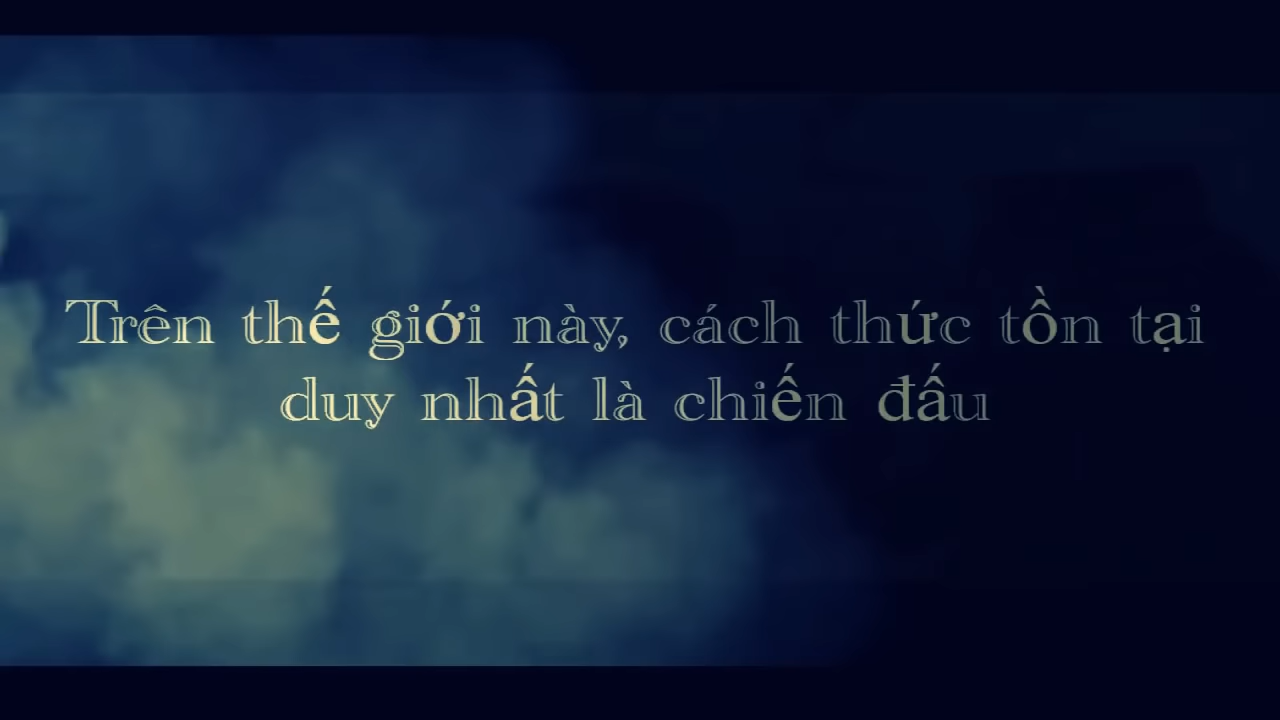 Trên thế giới này, cách thức tồn tại
duy nhất là chiến đấu